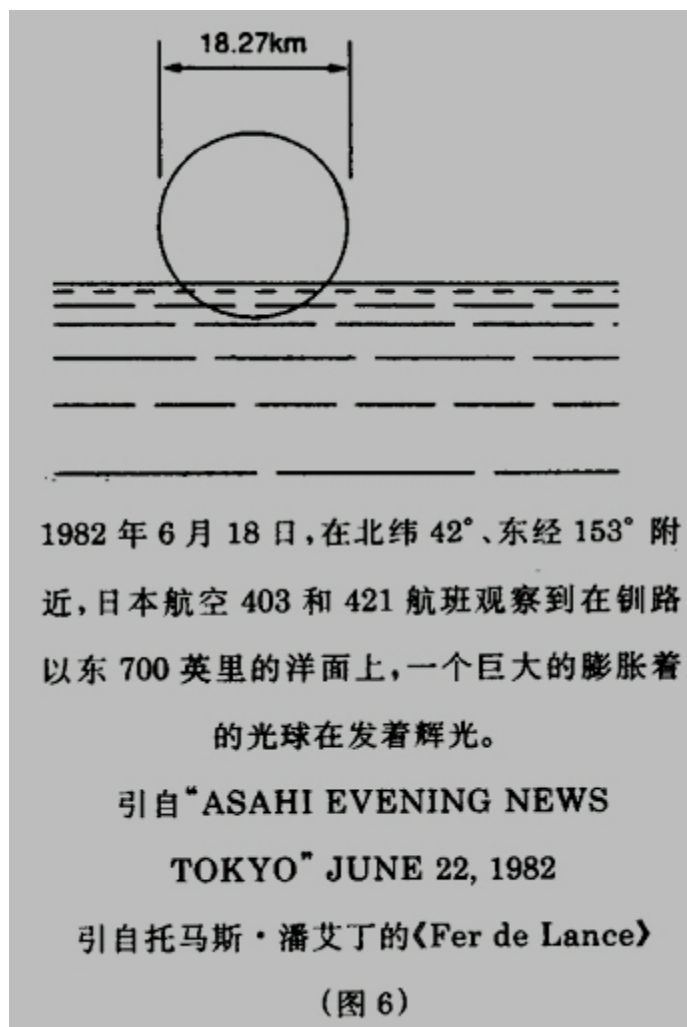 18.27km
1982 年 6 月 18 日，在北纬 42°、东经 153° 附
近，日本航空 403 和 421 航班观察到在钏路
以东 700 英里的洋面上，一个巨大的膨胀着
的光球在发着辉光。
引自“ASAHI EVENING NEWS
TOKYO” JUNE 22, 1982
引自托马斯·潘艾丁的《Fer de Lance》
(图 6)